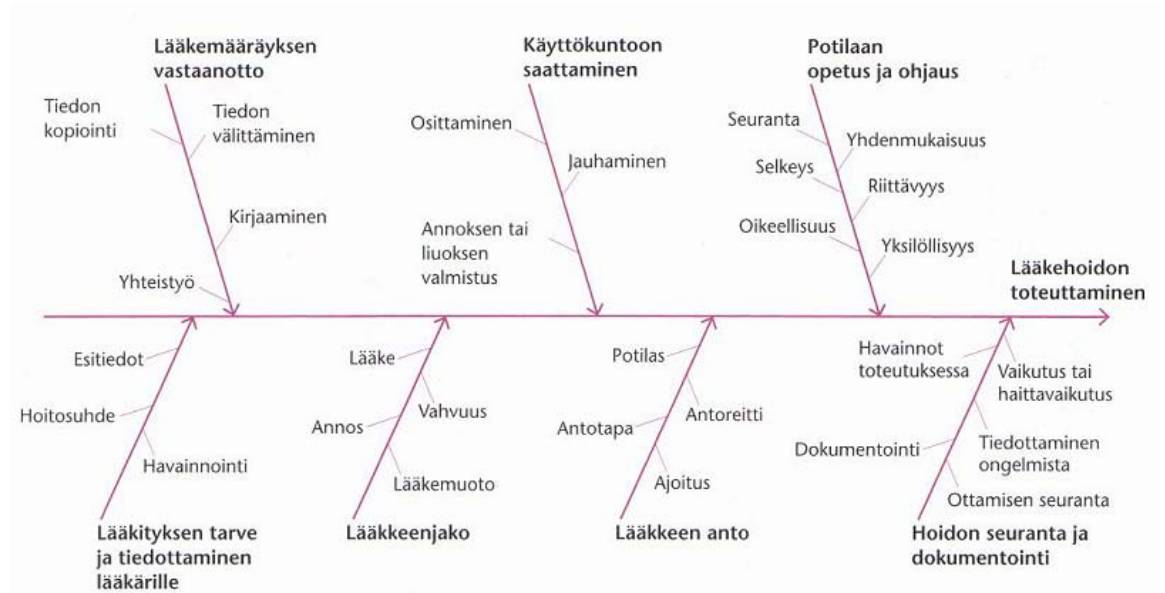 Lääkemääräyksen
vastaanotto
Tiedon
kopiointi
Tiedon
välittäminen
Kirjaaminen
Yhteistyö
Käyttökuntoon
saattaminen
Osittaminen
Jauhaminen
Annoksen tai
liuoksen
valmistus
Potilaan
opetus ja ohjaus
Seuranta
Yhdenmukaisuus
Selkeys
Riittävyys
Oikeellisuus
Yksilöllisyys
Lääkehoidon
toteuttaminen
Esitiedot
Hoitosuhde
Havainnointi
Lääkityksen tarve
ja tiedottaminen
lääkärille
Lääke
Vahvuus
Annos
Lääkemuoto
Lääkkeenjako
Potilas
Antoreitti
Antotapa
Ajoitus
Lääkkeen anto
Havainnot
toteutuksessa
Vaikutus tai
haittavaikutus
Dokumentointi
Tiedottaminen
ongelmista
Ottamisen seuranta
Hoidon seuranta ja
dokumentointi